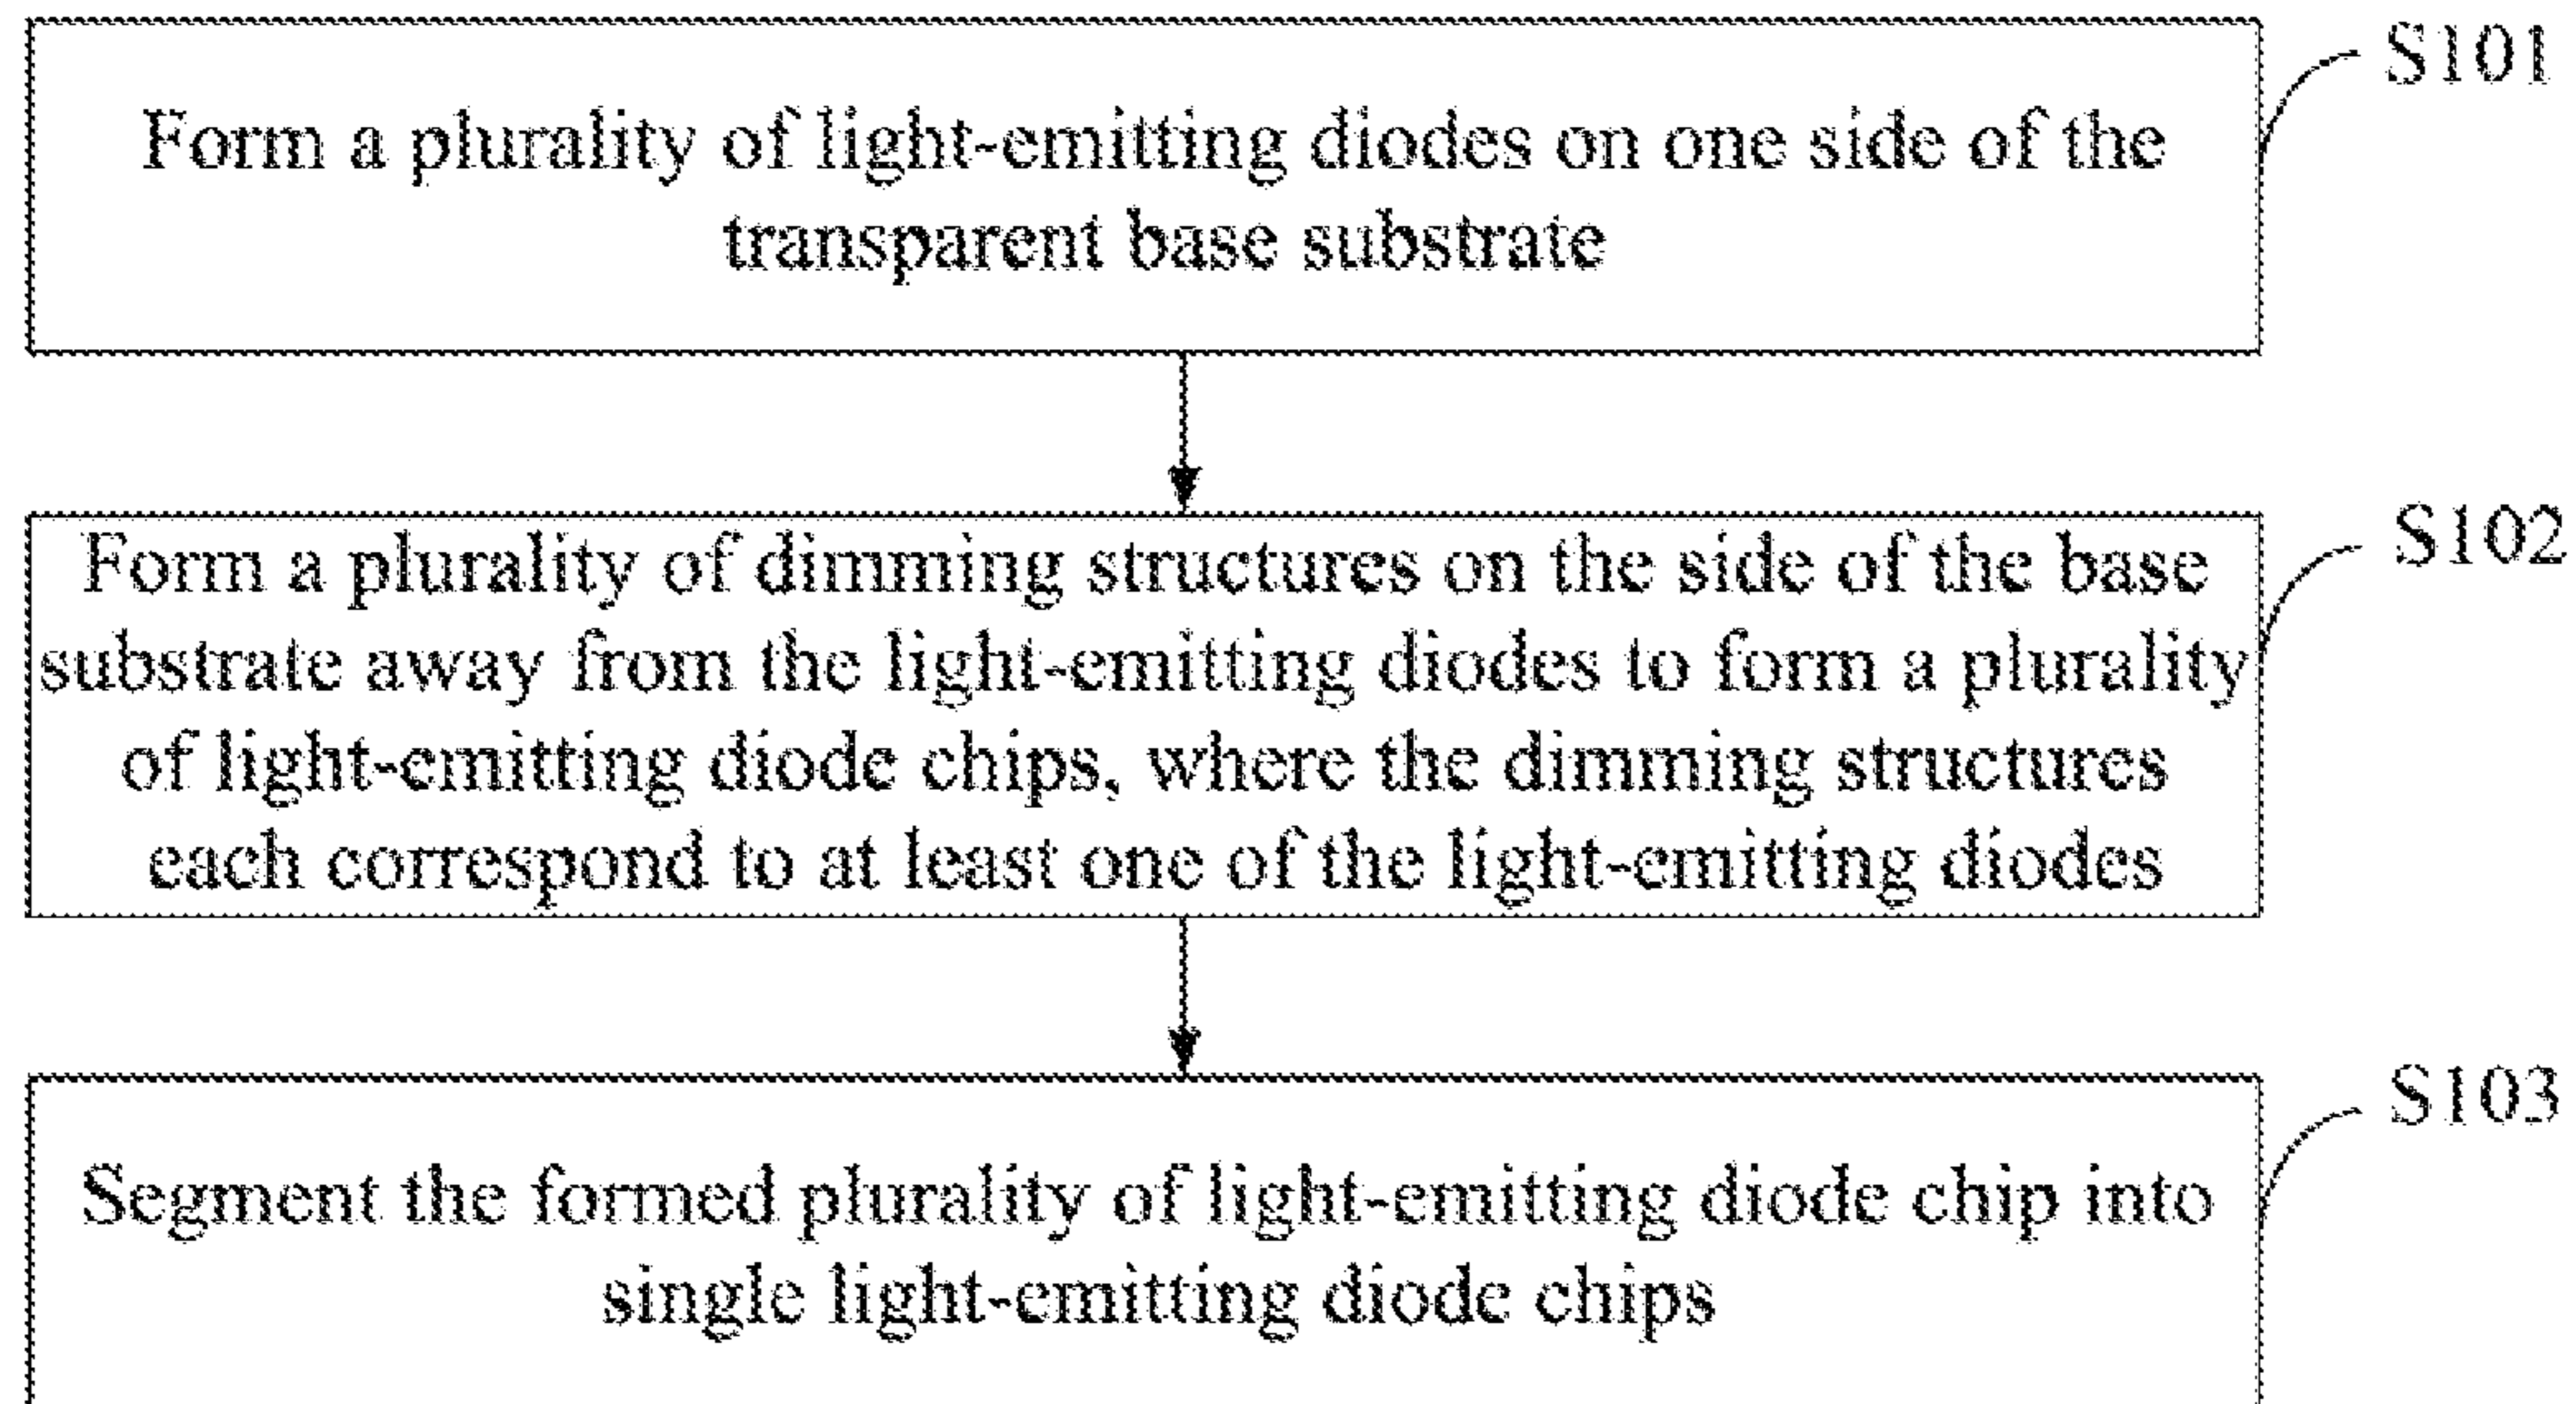 S101
Form a plurality of light-emitting diodes on one side of the
transparent base substrate
S102
Form a plurality of dimming structures on the side of the base
substrate away from the light-emitting diodes to form a plurality
of light-emitting diode chips, where the dimming structures
each correspond to at least one of the light-emitting diodes
S103
Segment the formed plurality of light-emitting diode chip into
single light-emitting diode chips